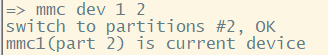 => mmc dev 1 2
switch to partitions #2, OK
mmc1(part 2) is current device